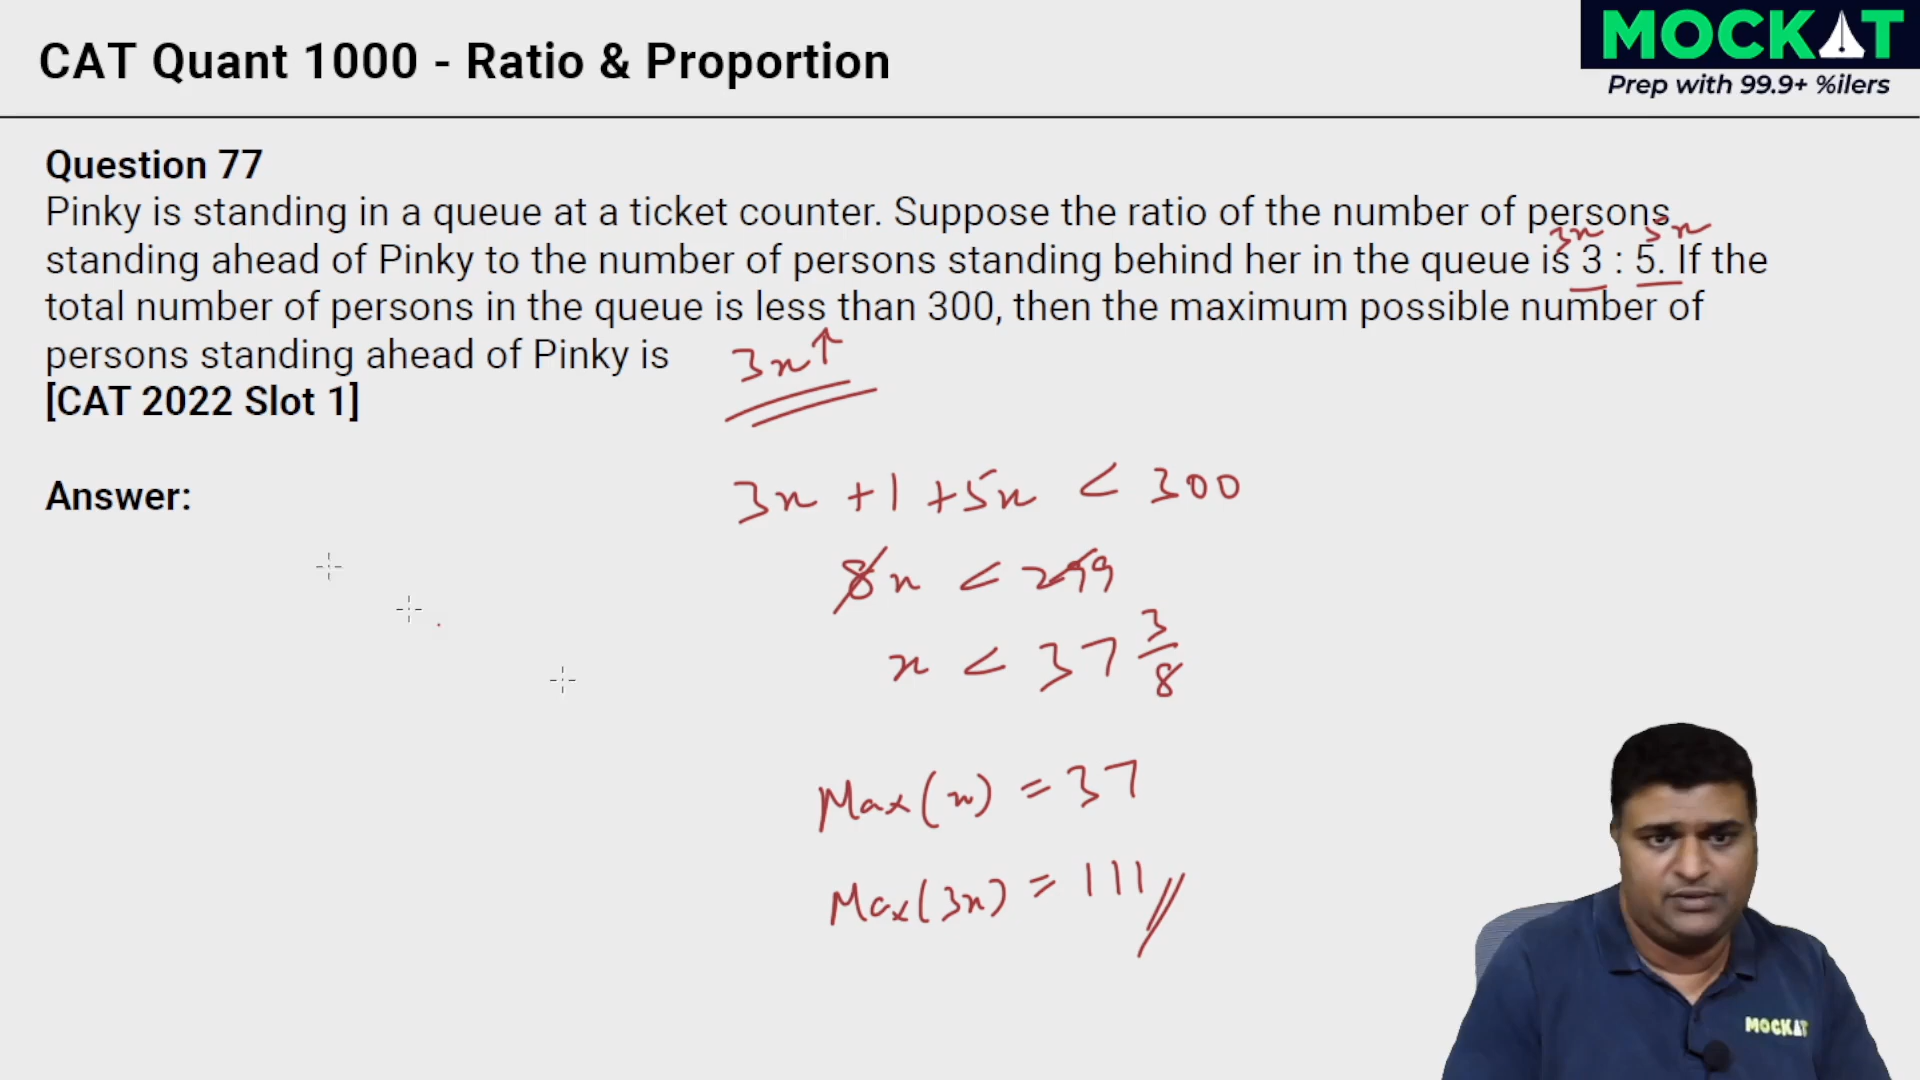 MOCKAT
CAT Quant 1000 - Ratio & Proportion
Prep with 99.9+ %ilers
Question 77
Pinky is standing in a queue at a ticket counter. Suppose the ratio of the number of persons
3x 5x
standing ahead of Pinky to the number of persons standing behind her in the queue is 3 : 5. If the
total number of persons in the queue is less than 300, then the maximum possible number of
persons standing ahead of Pinky is 3x↑
[CAT 2022 Slot 1]
3x + 1 + 5x < 300
Answer:
8x < 299
x < 37 3/8
Max(x) = 37
Max(3x) = 111
MOCKAT